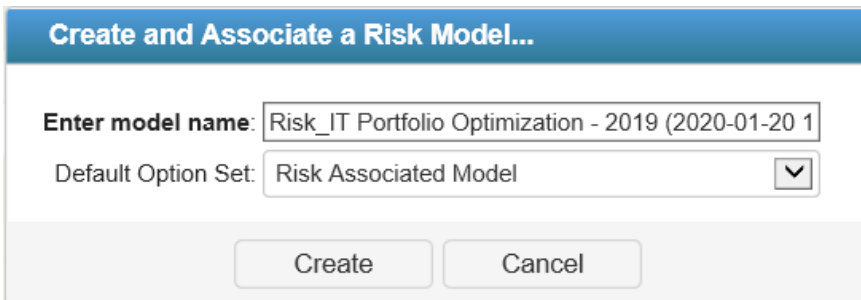 Create and Associate a Risk Model...
Enter model name: Risk_IT Portfolio Optimization - 2019 (2020-01-20 1
Default Option Set: Risk Associated Model
Create Cancel